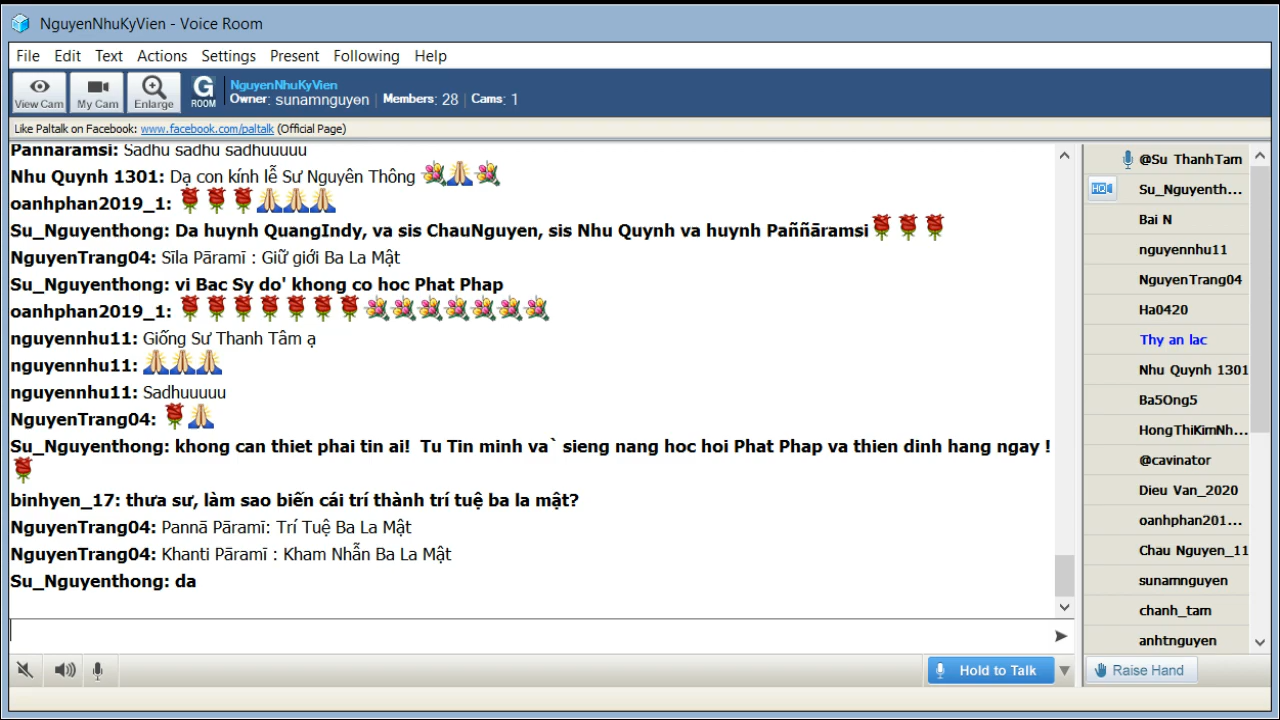 NguyenNhuKyVien - Voice Room
File Edit Text Actions Settings Present Following Help
View Cam My Cam Enlarge G ROOM
NguyenNhuKyVien
Owner: sunamnguyen | Members: 28 | Cams: 1
Like Paltalk on Facebook: www.facebook.com/paltalk (Official Page)
Pannaramsi: Sadhu sadhu sadhuuuuu
Nhu Quynh 1301: Dạ con kính lễ Sư Nguyên Thông
oanhphan2019_1:
Su_Nguyenthong: Da huynh QuangIndy, va sis ChauNguyen, sis Nhu Quynh va huynh Paññāramsi
NguyenTrang04: Sīla Pāramī : Giữ giới Ba La Mật
Su_Nguyenthong: vi Bac Sy do' khong co hoc Phat Phap
oanhphan2019_1:
nguyennhu11: Giống Sư Thanh Tâm ạ
nguyennhu11:
nguyennhu11: Sadhuuuuu
NguyenTrang04:
Su_Nguyenthong: khong can thiet phai tin ai! Tu Tin minh va` sieng nang hoc hoi Phat Phap va thien dinh hang ngay !
binhyen_17: thưa sư, làm sao biến cái trí thành trí tuệ ba la mật?
NguyenTrang04: Pannā Pāramī: Trí Tuệ Ba La Mật
NguyenTrang04: Khanti Pāramī : Kham Nhẫn Ba La Mật
Su_Nguyenthong: da
Hold to Talk
@Su ThanhTam
HQ Su_Nguyenth...
Bai N
nguyennhu11
NguyenTrang04
Ha0420
Thy an lac
Nhu Quynh 1301
Ba5Ong5
HongThiKimNh...
@cavinator
Dieu Van_2020
oanhphan201...
Chau Nguyen_11
sunamnguyen
chanh_tam
anhtnguyen
Raise Hand